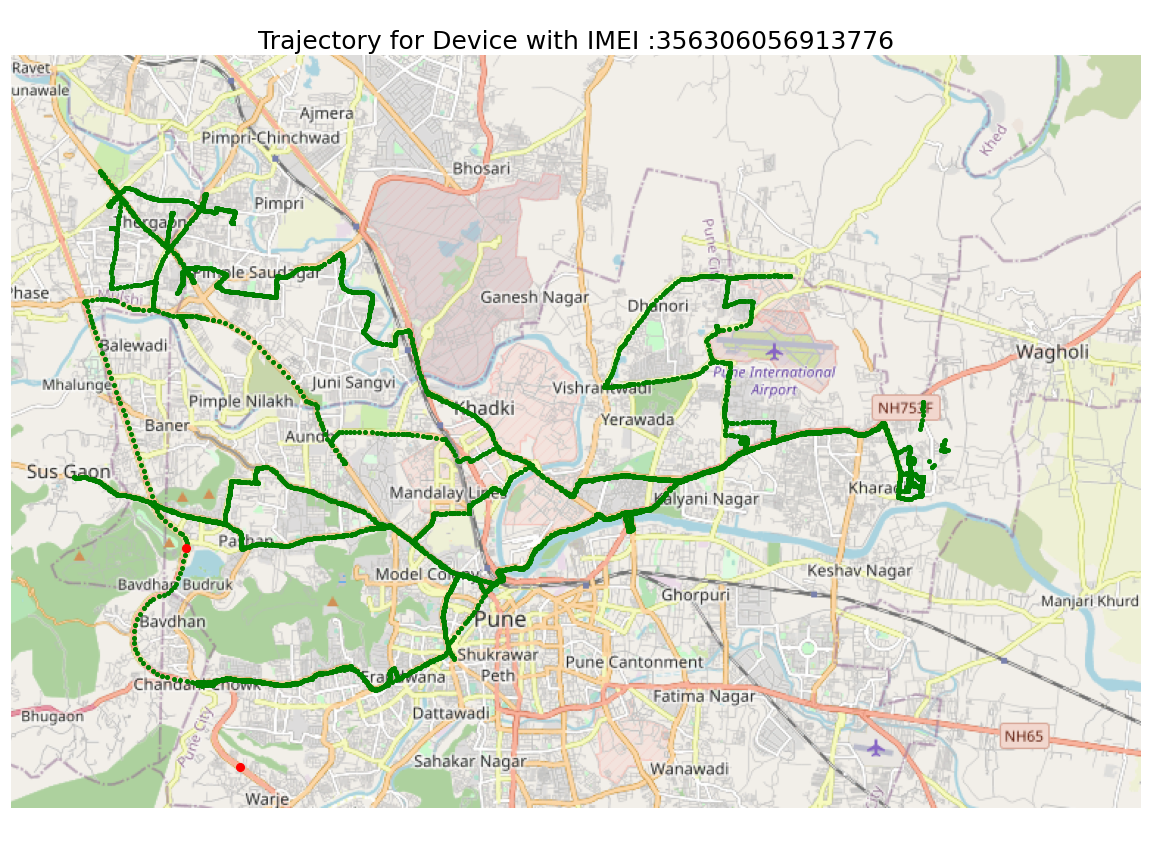 Trajectory for Device with IMEI :356306056913776
Ravet
unawale
Ajmera
Pimpri-Chinchwad
Khed
Bhosari
Pimpri
Thergaon
Pune Ci
Pimple Saudagar
Phase
Ganesh Nagar
Dhanori
Balewadi
Wagholi
Mhalunge
Juni Sangvi
Vishrantwadi
Pune International
Airport
Pimple Nilakh
Khadki
NH753F
Yerawada
Baner
Aundh
Sus Gaon
Mandalay Lines
Kalyani Nagar
Kharadi
Pashan
Model Colony
Keshav Nagar
Bavdhan Budruk
Ghorpuri
Manjari Khurd
Bavdhan
Pune
Shukrawar
Peth
Pune Cantonment
Erandwana
Chandani Chowk
Fatima Nagar
Bhugaon
Dattawadi
Pune City
NH65
Sahakar Nagar
Wanawadi
Warje